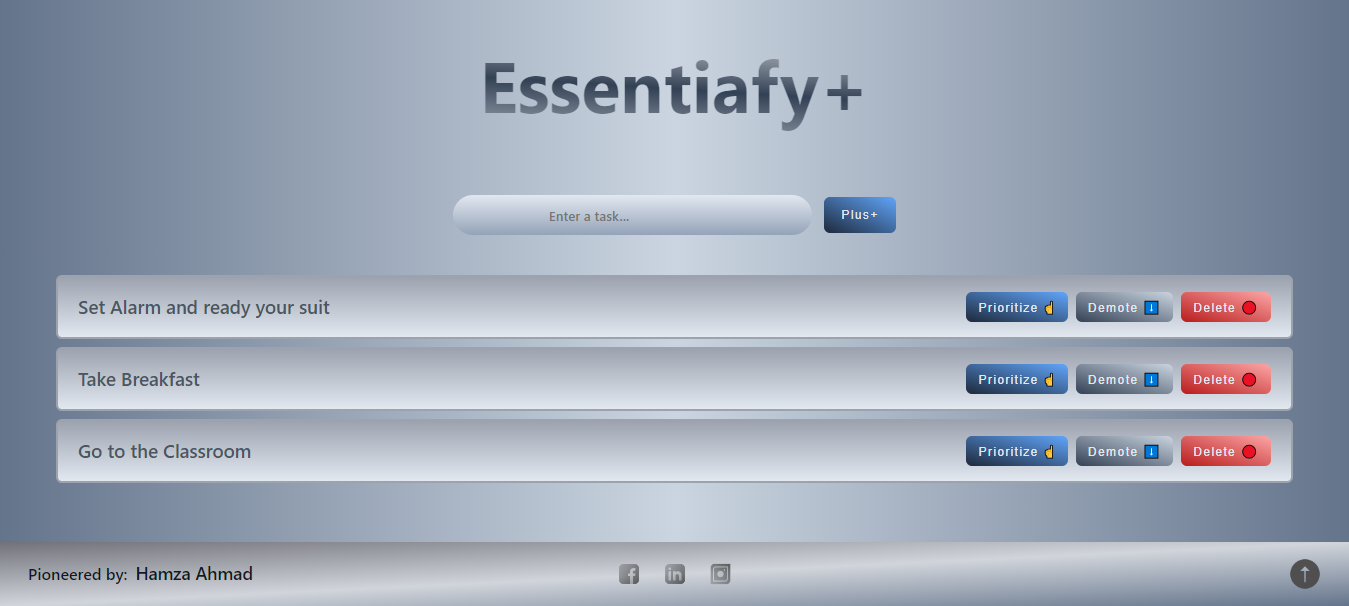 Essentiafy+
Enter a task...
Plus+
Set Alarm and ready your suit
Prioritize ☝
Demote ⬇
Delete 🔴
Take Breakfast
Prioritize ☝
Demote ⬇
Delete 🔴
Go to the Classroom
Prioritize ☝
Demote ⬇
Delete 🔴
Pioneered by: Hamza Ahmad